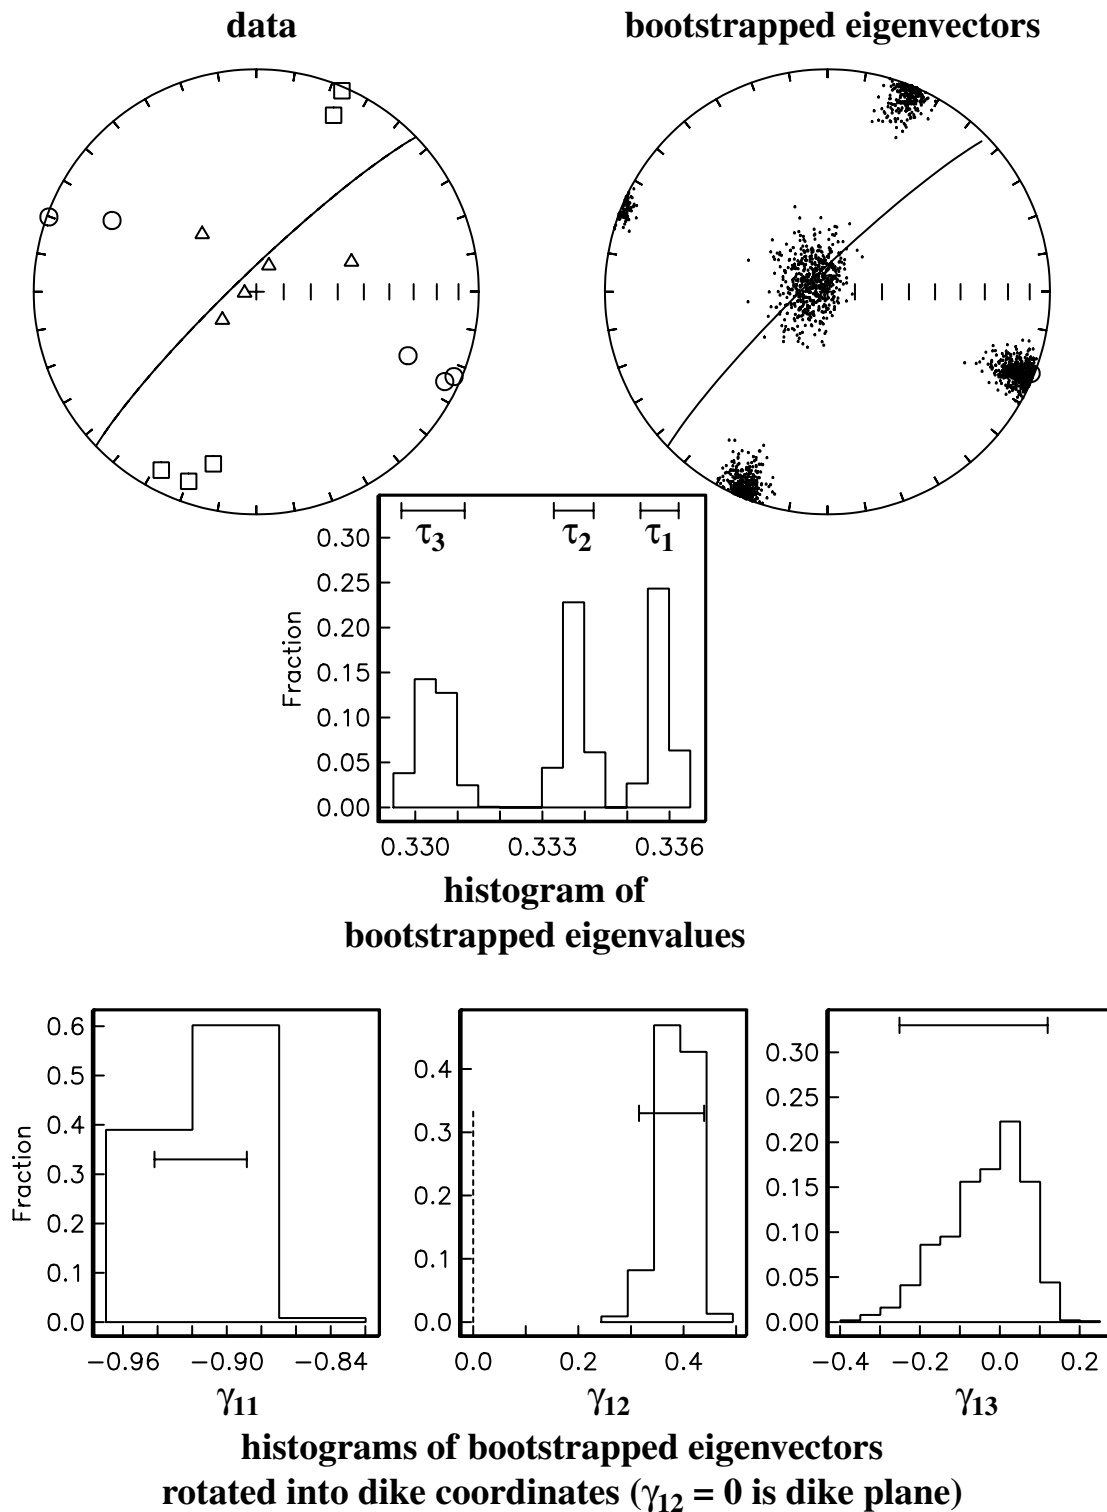 data
bootstrapped eigenvectors
τ3 τ2 τ1
0.30
0.25
0.20
0.15
0.10
0.05
0.00
Fraction
0.330 0.333 0.336
histogram of
bootstrapped eigenvalues
0.6
0.5
0.4
0.3
0.2
0.1
0.0
Fraction
−0.96 −0.90 −0.84
γ11
0.4
0.3
0.2
0.1
0.0
0.0 0.2 0.4
γ12
0.30
0.25
0.20
0.15
0.10
0.05
0.00
−0.4 −0.2 0.0 0.2
γ13
histograms of bootstrapped eigenvectors
rotated into dike coordinates (γ12 = 0 is dike plane)